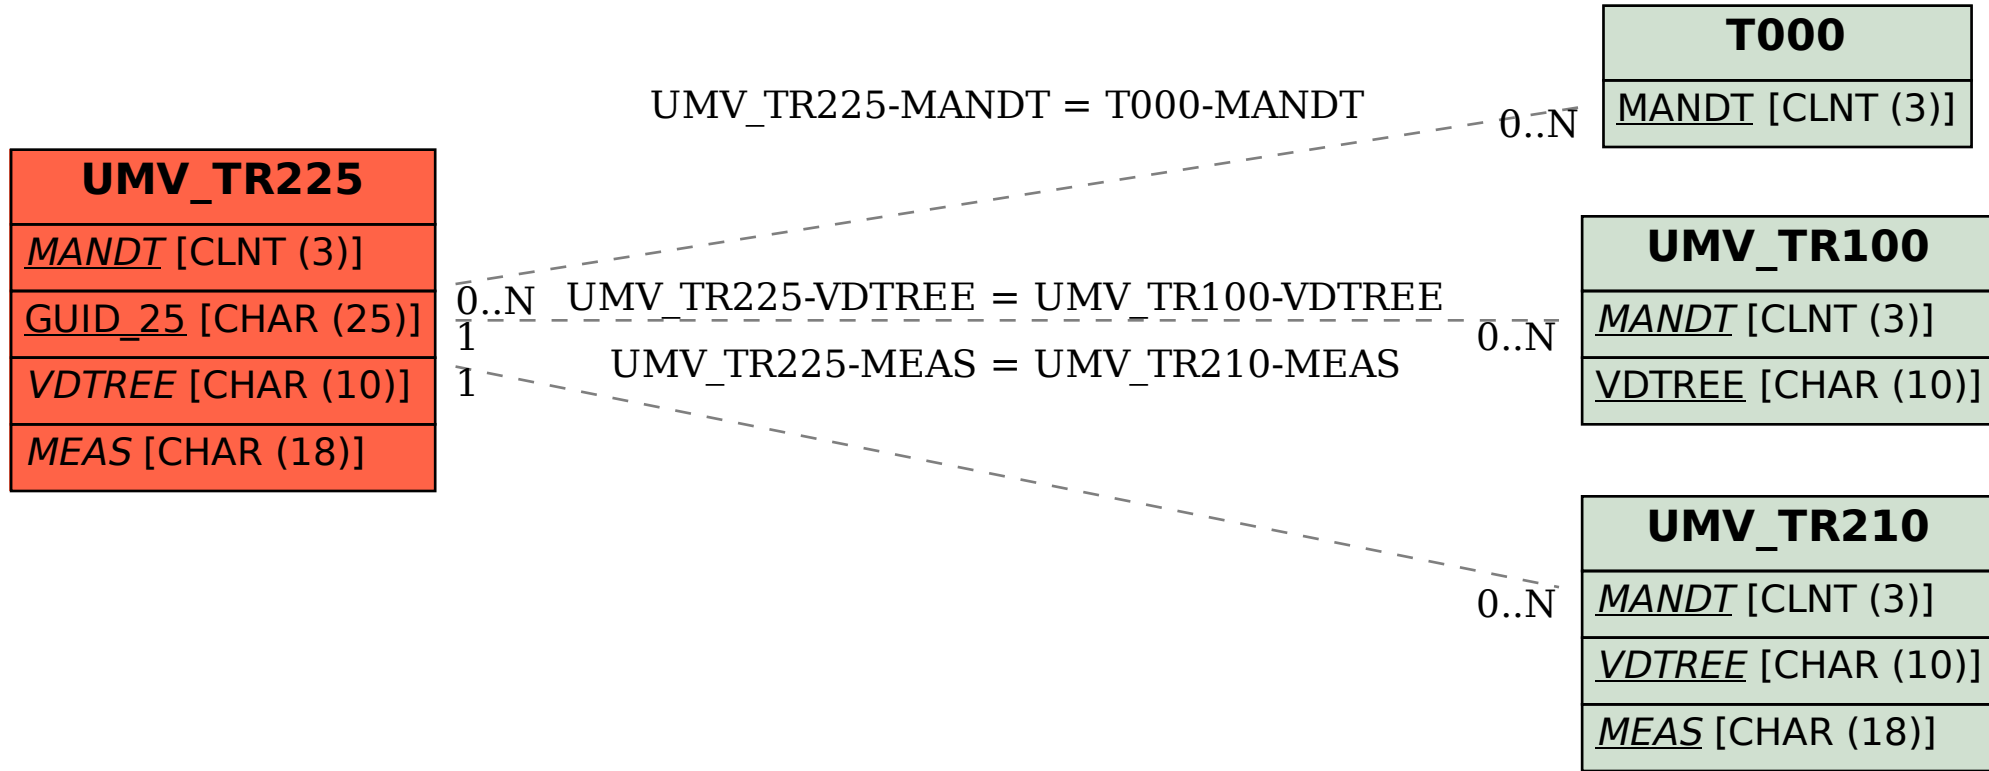 T000
MANDT [CLNT (3)]
UMV_TR225-MANDT = T000-MANDT
0..N
UMV_TR225
MANDT [CLNT (3)]
GUID_25 [CHAR (25)]
VDTREE [CHAR (10)]
MEAS [CHAR (18)]
0..N
UMV_TR225-VDTREE = UMV_TR100-VDTREE
1
0..N
UMV_TR225-MEAS = UMV_TR210-MEAS
1
0..N
UMV_TR100
MANDT [CLNT (3)]
VDTREE [CHAR (10)]
UMV_TR210
MANDT [CLNT (3)]
VDTREE [CHAR (10)]
MEAS [CHAR (18)]